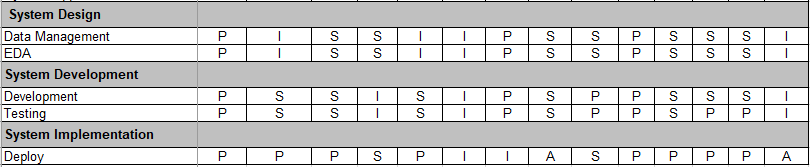 System Design
Data Management P I S S I I P S S P S S S I
EDA P I S S I I P S S P S S S I
System Development
Development P S S I S I P S P P S S S I
Testing P S S I S I P S P P S P P I
System Implementation
Deploy P P P S P I I A S P P P P A